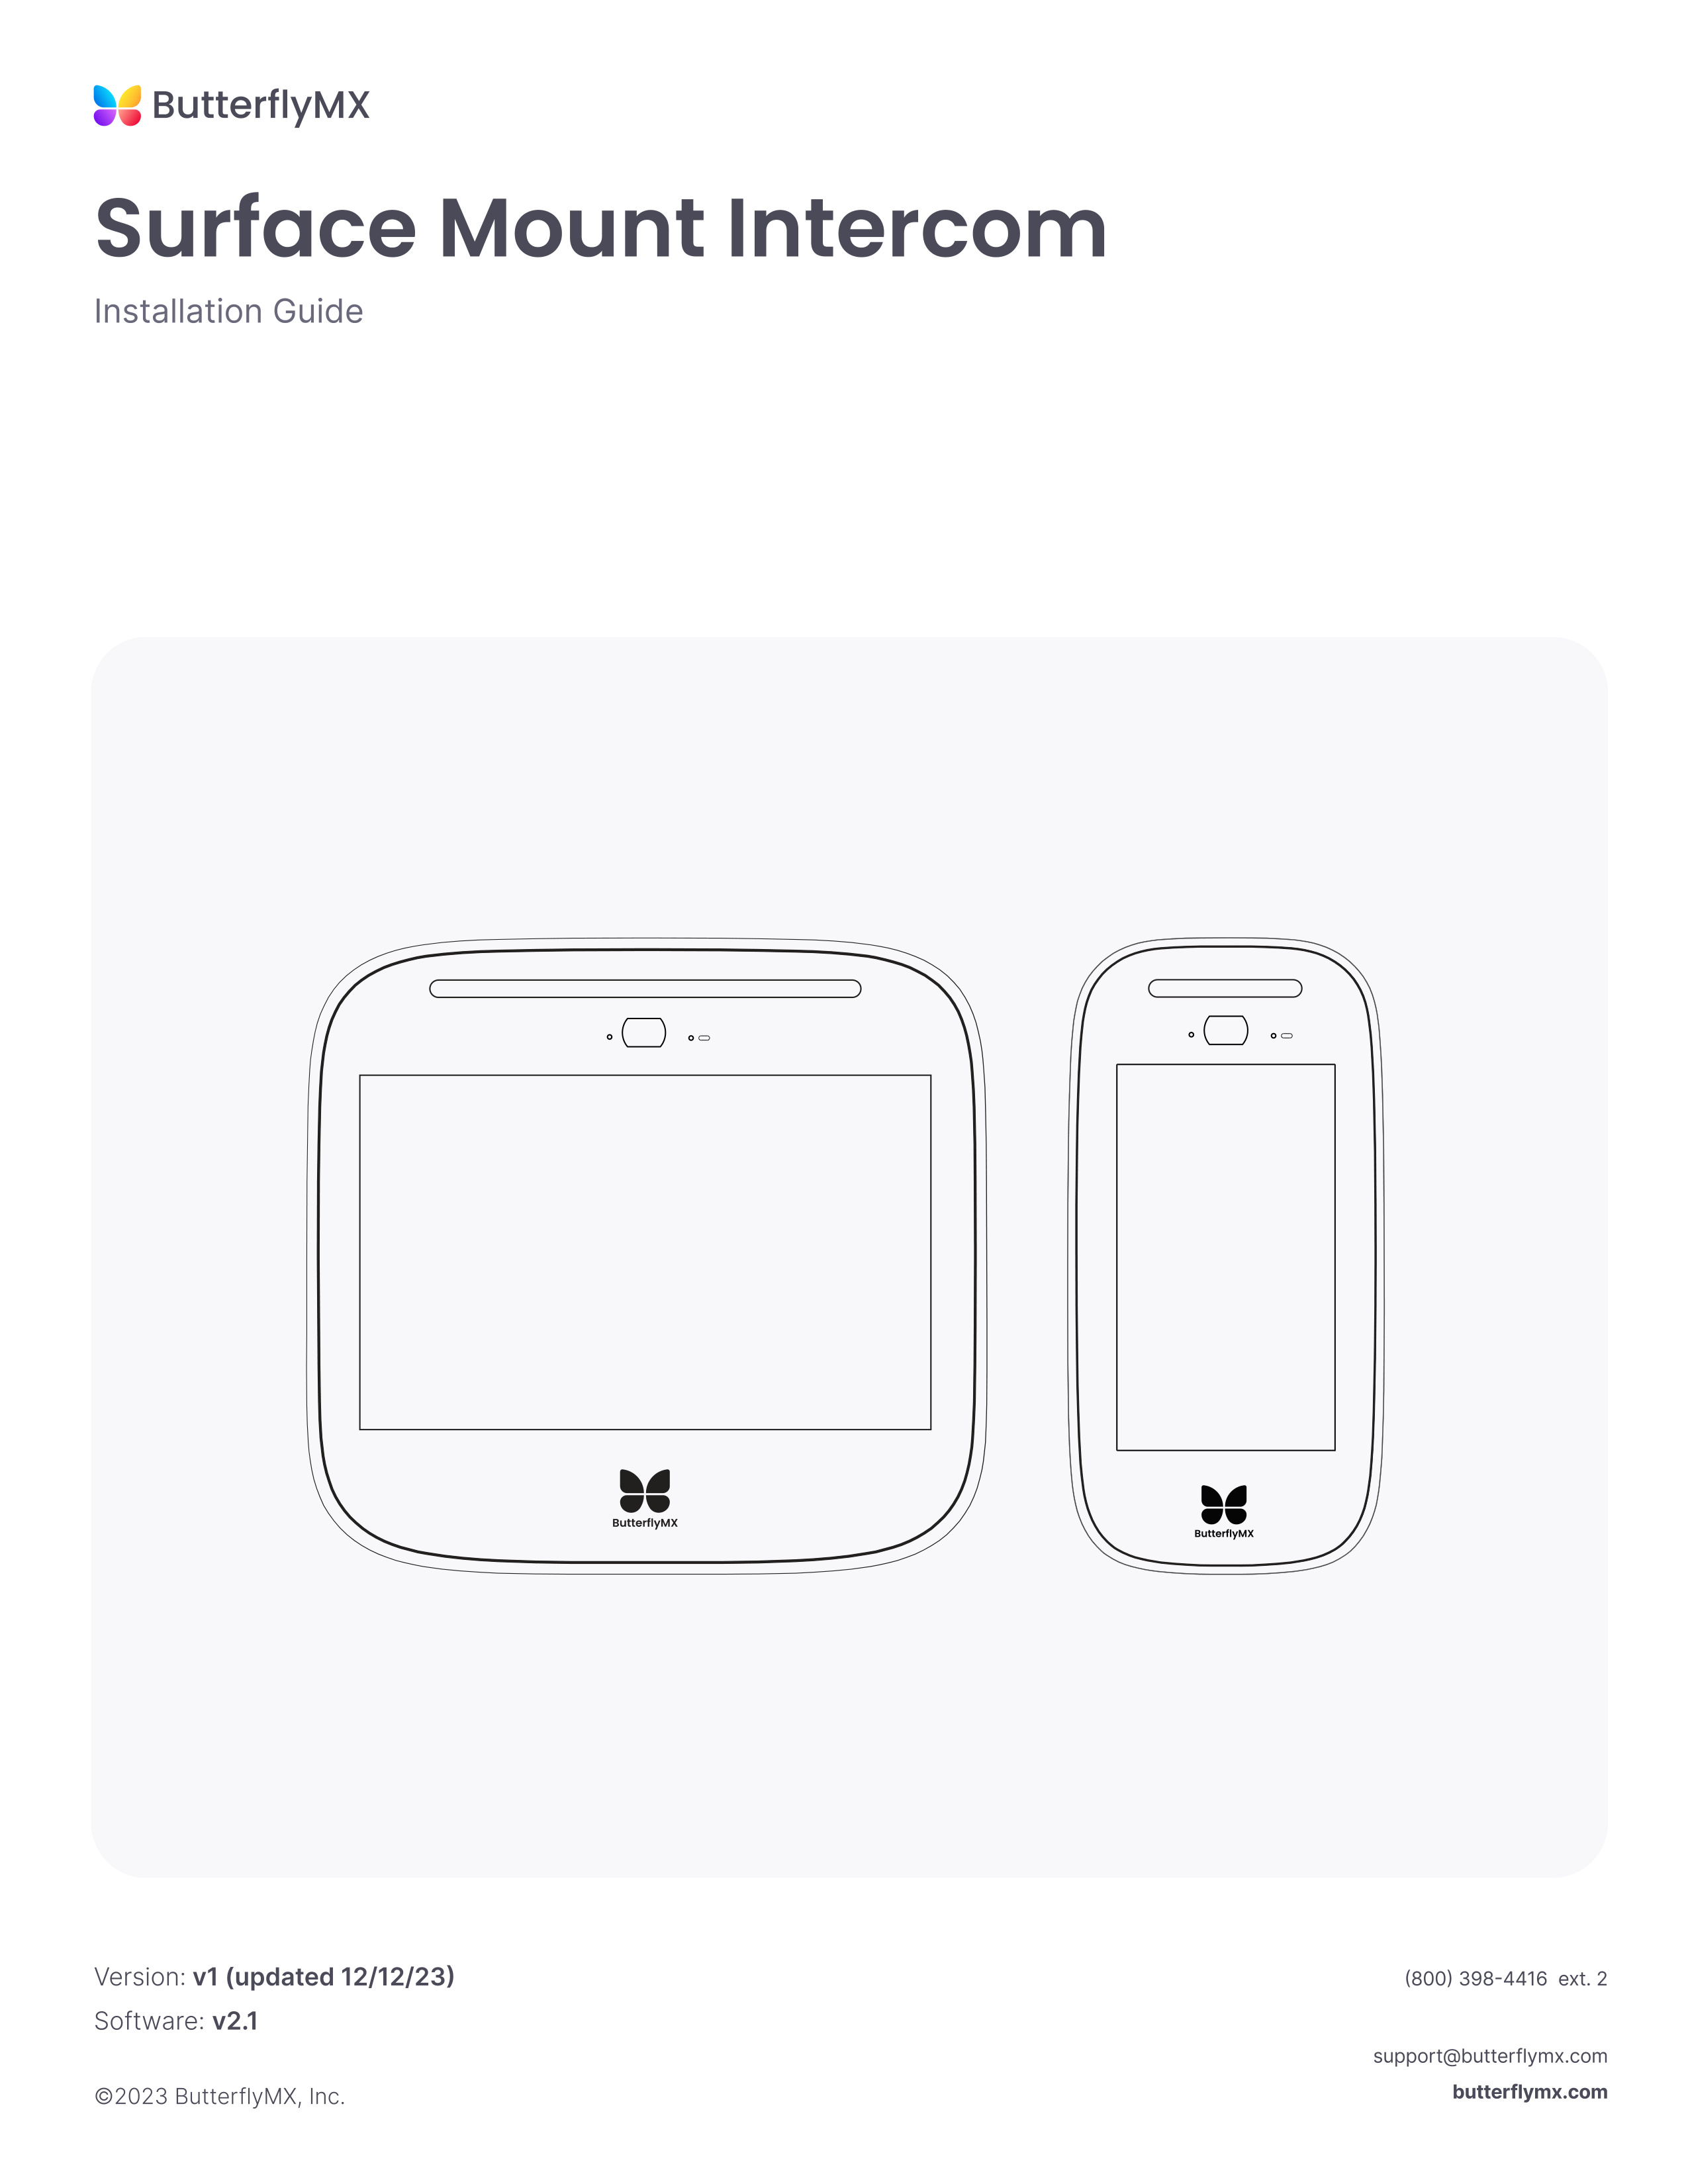 ButterflyMX
Surface Mount Intercom
Installation Guide
ButterflyMX
ButterflyMX
Version: v1 (updated 12/12/23)
Software: v2.1
©2023 ButterflyMX, Inc.
(800) 398-4416 ext. 2
support@butterflymx.com
butterflymx.com